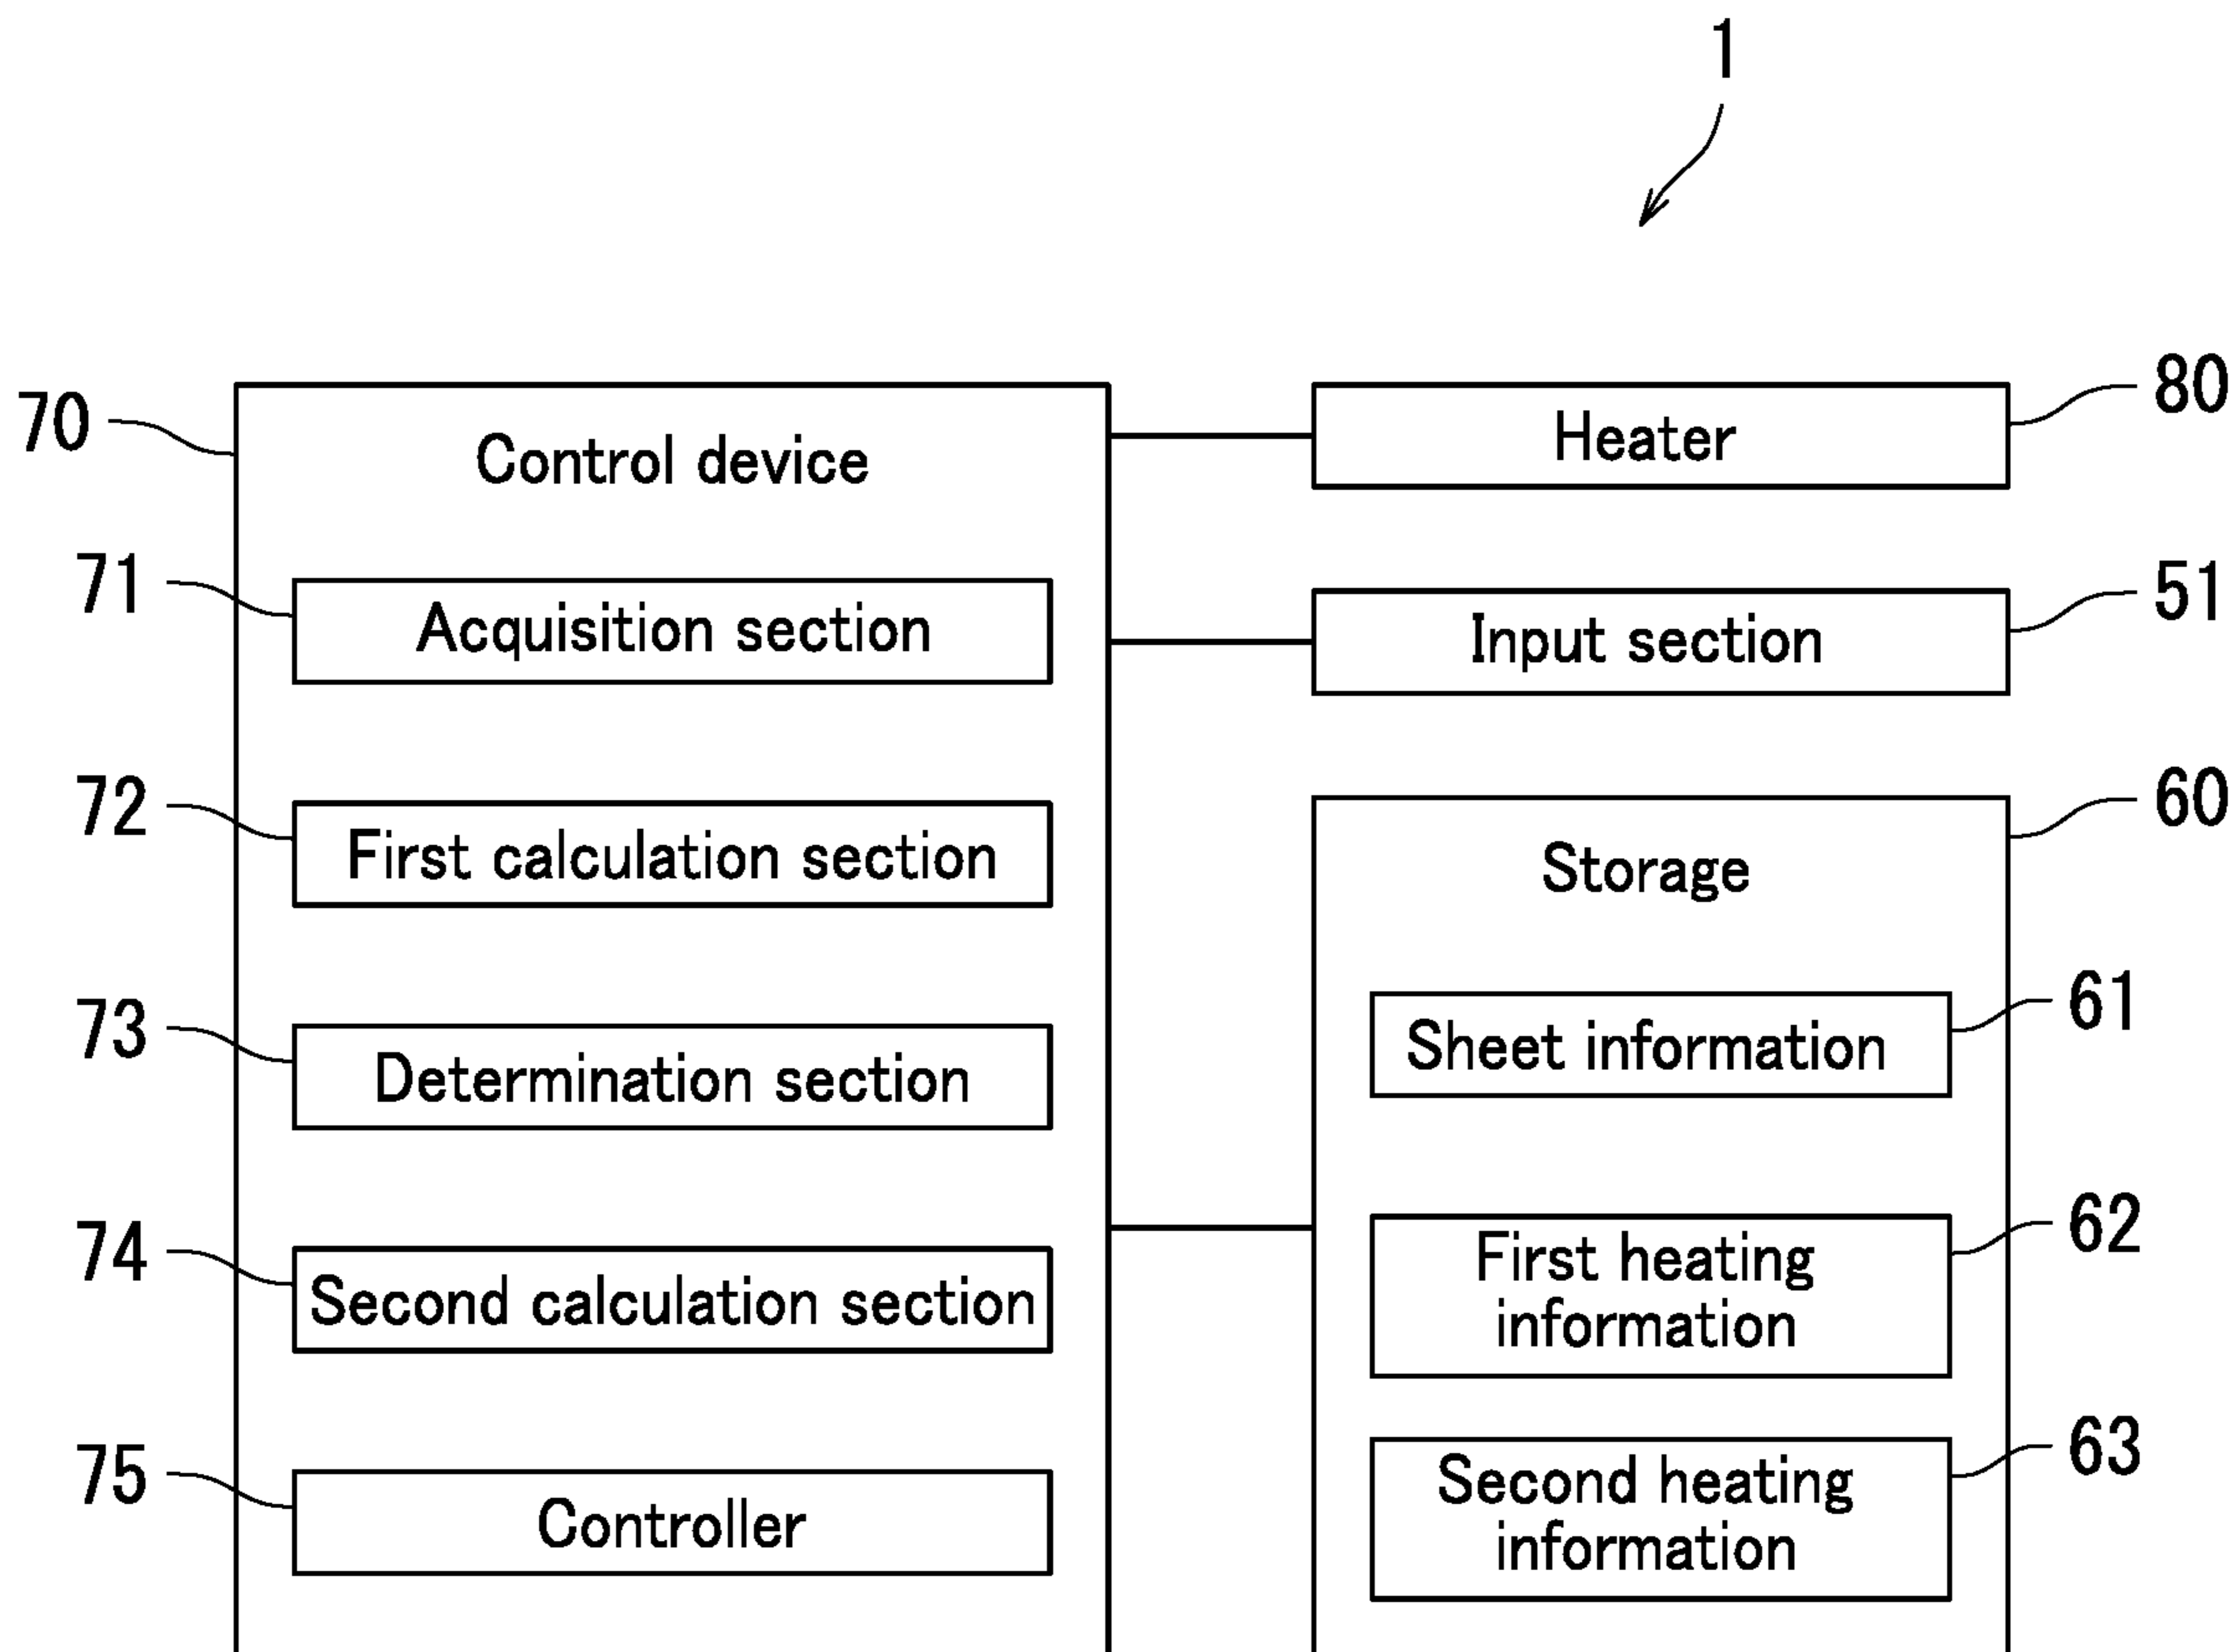 1
70
Control device
71
Acquisition section
72
First calculation section
73
Determination section
74
Second calculation section
75
Controller
Heater
80
Input section
51
Storage
60
Sheet information
61
First heating
information
62
Second heating
information
63